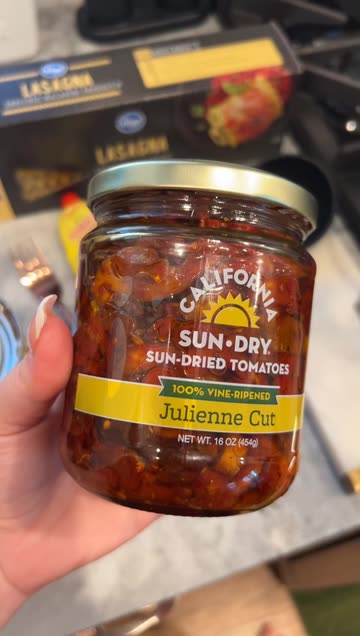 LASAGNA
LASAGNA
CALIFORNIA
SUN•DRY
SUN-DRIED TOMATOES
100% VINE-RIPENED
Julienne Cut
NET WT. 16 OZ (454g)